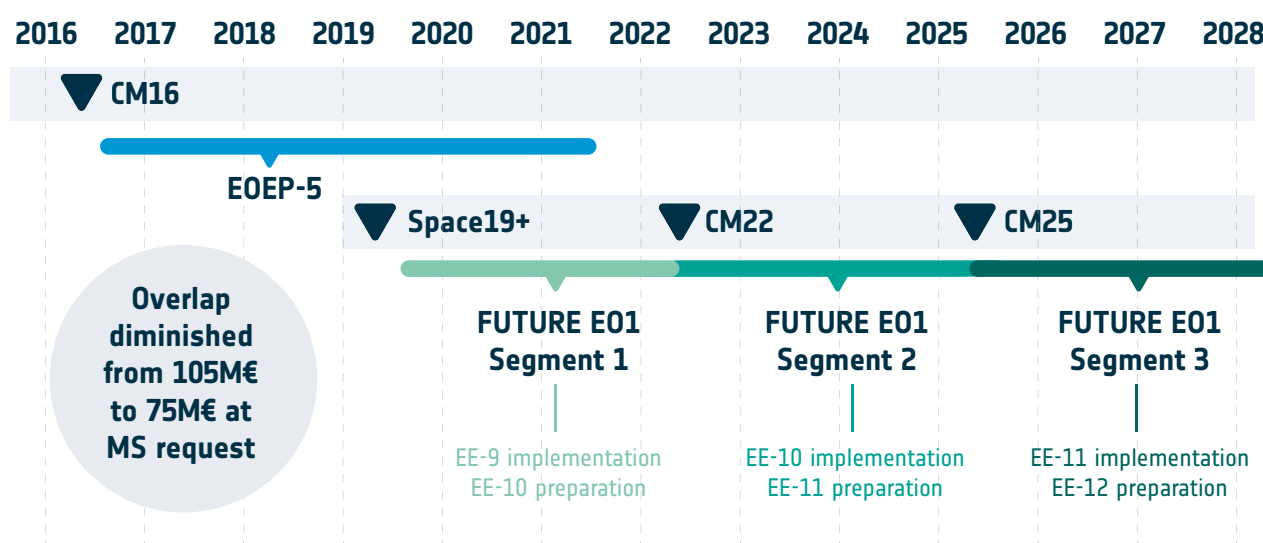 2016 2017 2018 2019 2020 2021 2022 2023 2024 2025 2026 2027 2028
CM16
EOEP-5
Space19+ CM22 CM25
Overlap
diminished
from 105M€
to 75M€ at
MS request
FUTURE EO1
Segment 1
EE-9 implementation
EE-10 preparation
FUTURE EO1
Segment 2
EE-10 implementation
EE-11 preparation
FUTURE EO1
Segment 3
EE-11 implementation
EE-12 preparation